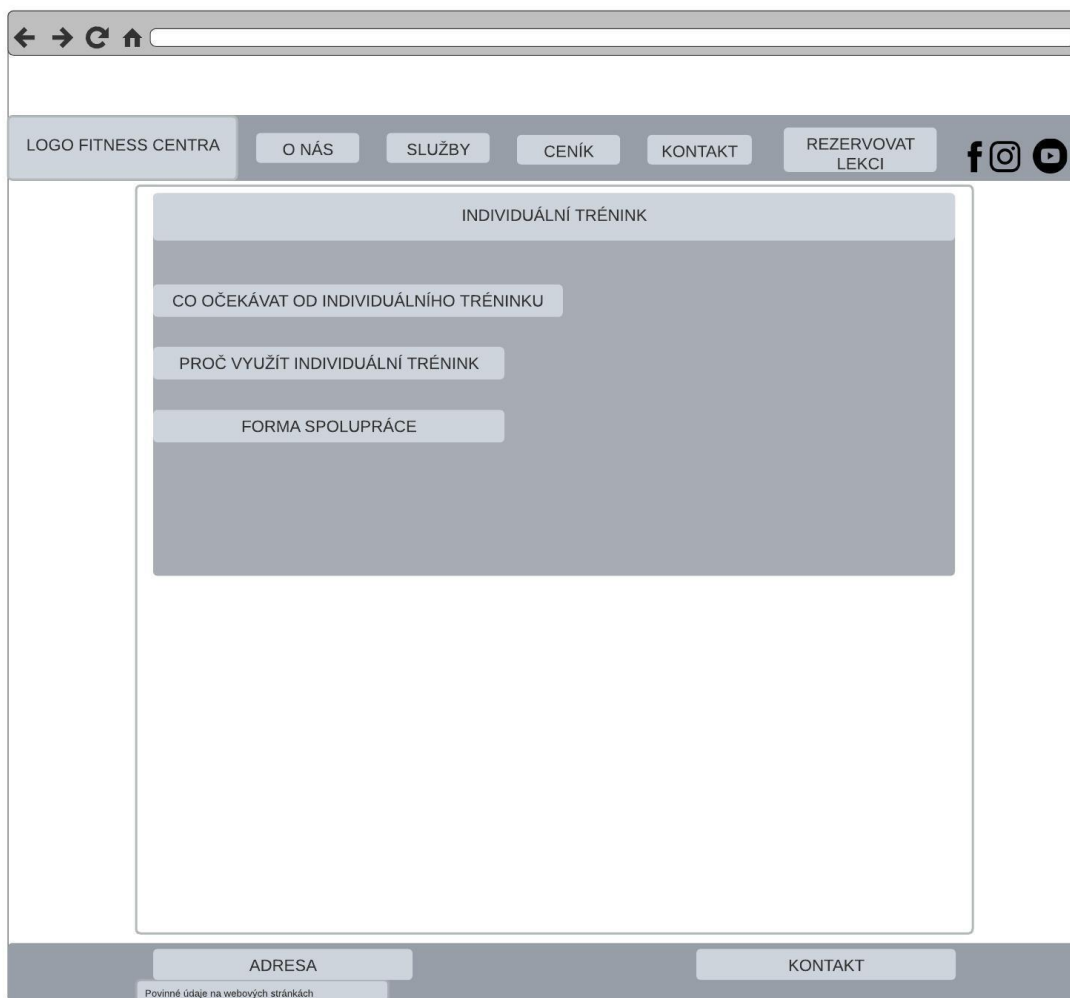 LOGO FITNESS CENTRA
O NÁS
SLUŽBY
CENÍK
KONTAKT
REZERVOVAT
LEKCI
INDIVIDUÁLNÍ TRÉNINK
CO OČEKÁVAT OD INDIVIDUÁLNÍHO TRÉNINKU
PROČ VYUŽÍT INDIVIDUÁLNÍ TRÉNINK
FORMA SPOLUPRÁCE
ADRESA
KONTAKT
Povinné údaje na webových stránkách